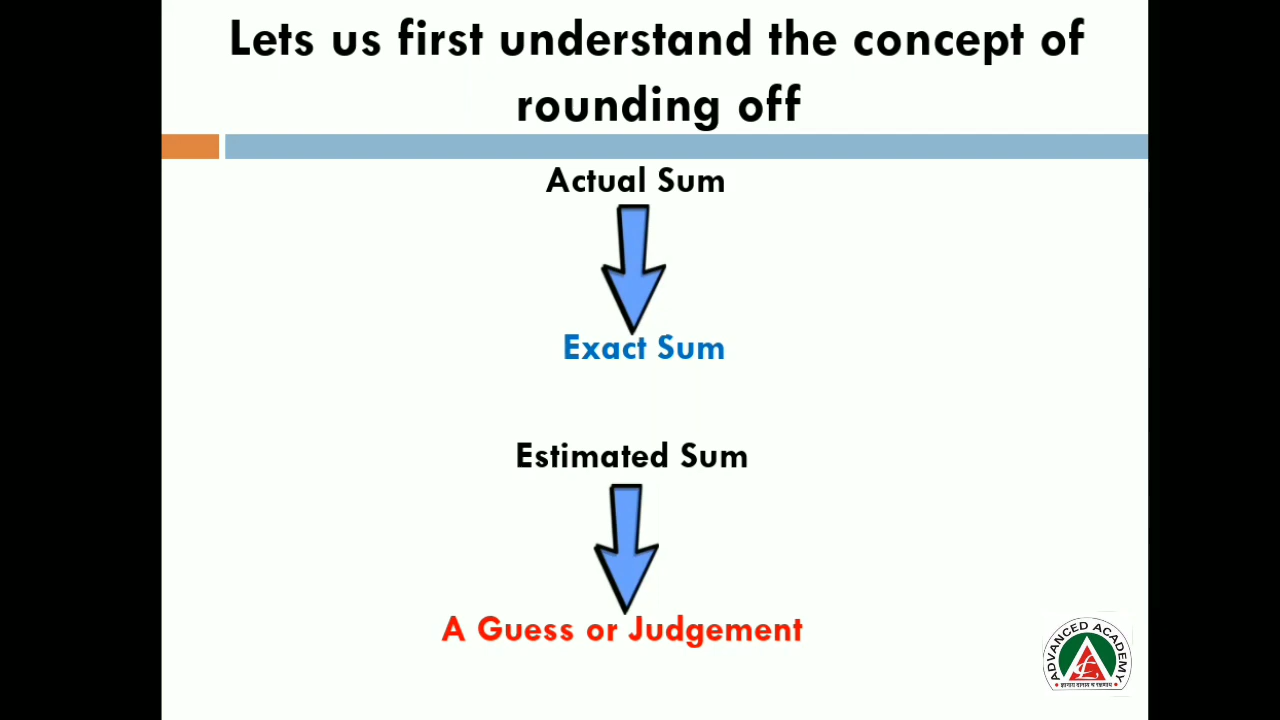 Lets us first understand the concept of
rounding off
Actual Sum
Exact Sum
Estimated Sum
A Guess or Judgement
ADVANCED ACADEMY